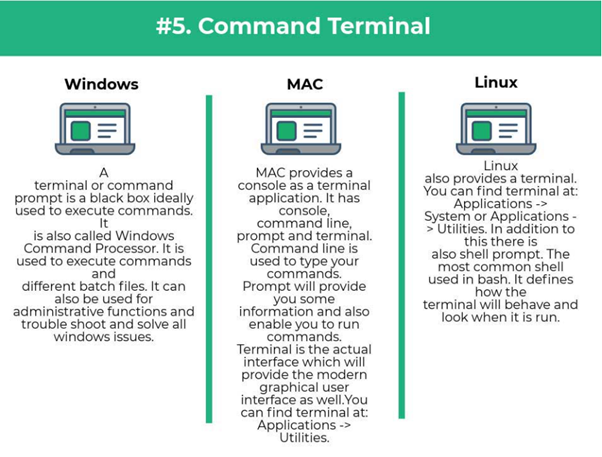 #5. Command Terminal
Windows
A
terminal or command
prompt is a black box ideally
used to execute commands.
It
is also called Windows
Command Processor. It is
used to execute commands
and
different batch files. It can
also be used for
administrative functions and
trouble shoot and solve all
windows issues.
MAC
MAC provides a
console as a terminal
application. It has
console,
command line,
prompt and terminal.
Command line is
used to type your
commands.
Prompt will provide
you some
information and also
enable you to run
commands.
Terminal is the actual
interface which will
provide the modern
graphical user
interface as well.You
can find terminal at:
Applications ->
Utilities.
Linux
Linux
also provides a terminal.
You can find terminal at:
Applications ->
System or Applications -
> Utilities. In addition to
this there is
also shell prompt. The
most common shell
used in bash. It defines
how the
terminal will behave and
look when it is run.